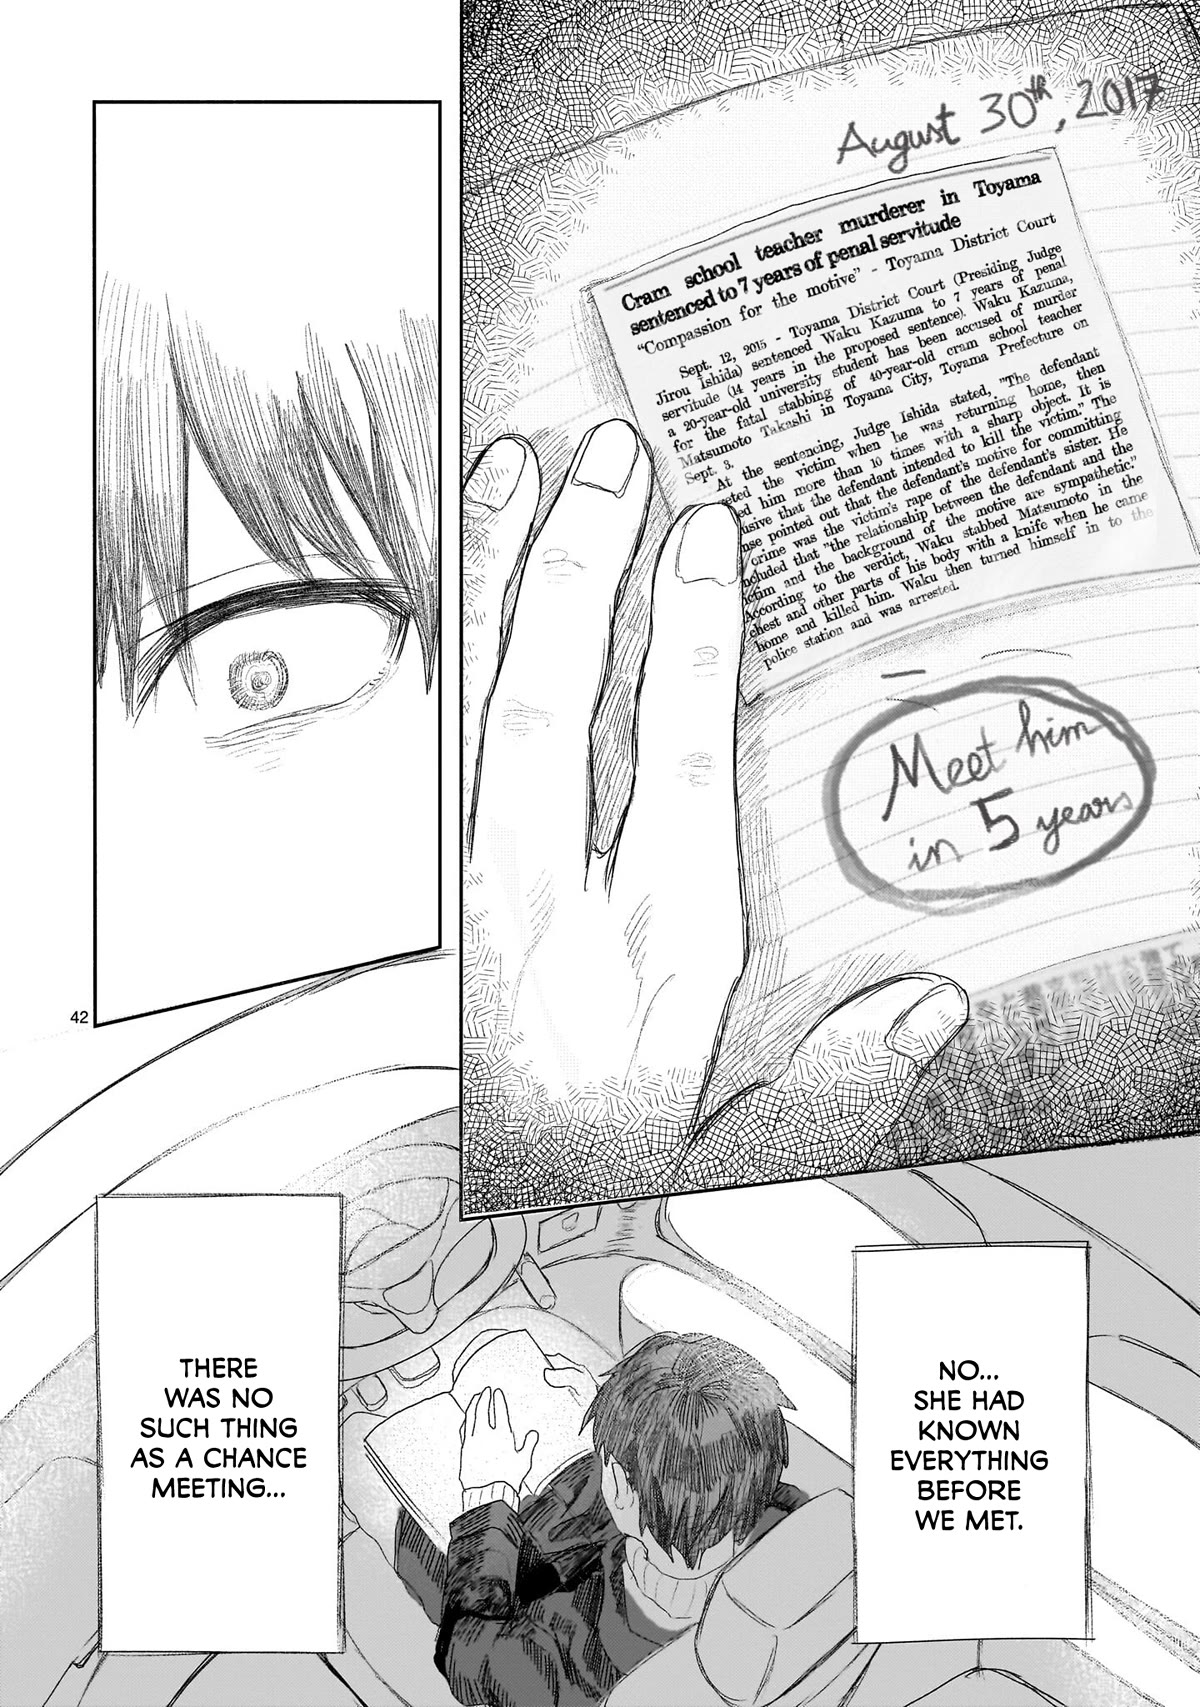 August 30th, 2017
Cram school teacher murderer in Toyama
sentenced to 7 years of penal servitude
"Compassion for the motive" - Toyama District Court
Sept. 12, 2015 - Toyama District Court (Presiding Judge
Jirou Ishida) sentenced Waku Kazuma to 7 years of penal
servitude (14 years in the proposed sentence). Waku Kazuma,
a 20-year-old university student has been accused of murder
for the fatal stabbing of 40-year-old cram school teacher
Matsumoto Takashi in Toyama City, Toyama Prefecture on
Sept. 3.
At the sentencing, Judge Ishida stated, "The defendant
the victim when he was returning home, then
him more than 10 times with a sharp object. It is
that the defendant intended to kill the victim." The
pointed out that the defendant's motive for committing
crime was the victim's rape of the defendant's sister. He
that "the relationship between the defendant and the
and the background of the motive are sympathetic."
According to the verdict, Waku stabbed Matsumoto in the
chest and other parts of his body with a knife when he came
home and killed him. Waku then turned himself in to the
police station and was arrested.
Meet him
in 5 years
42
NO...
SHE HAD
KNOWN
EVERYTHING
BEFORE
WE MET.
THERE
WAS NO
SUCH THING
AS A CHANCE
MEETING...